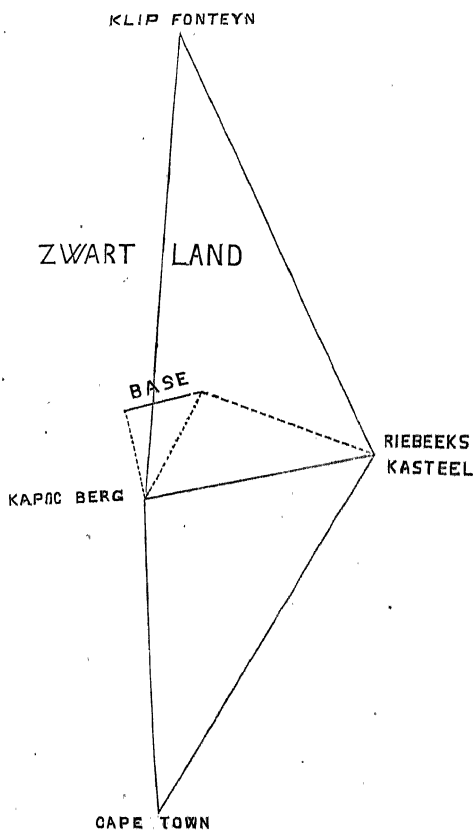 KLIP FONTEYN
ZWART LAND
BASE
RIEBEEKS
KASTEEL
KAPOC BERG
CAPE TOWN